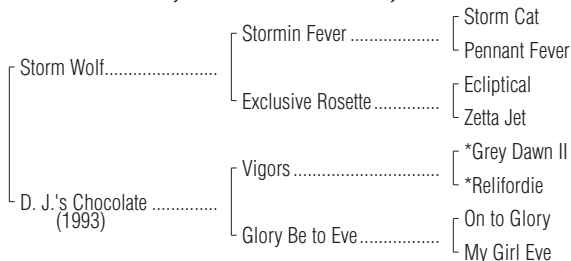 Storm Cat
Stormin Fever ....................
Pennant Fever
Storm Wolf.........................
Ecliptical
Exclusive Rosette...............
Zetta Jet
*Grey Dawn II
Vigors .................................
*Relifordie
D. J.'s Chocolate ..............
(1993)
On to Glory
Glory Be to Eve..................
My Girl Eve